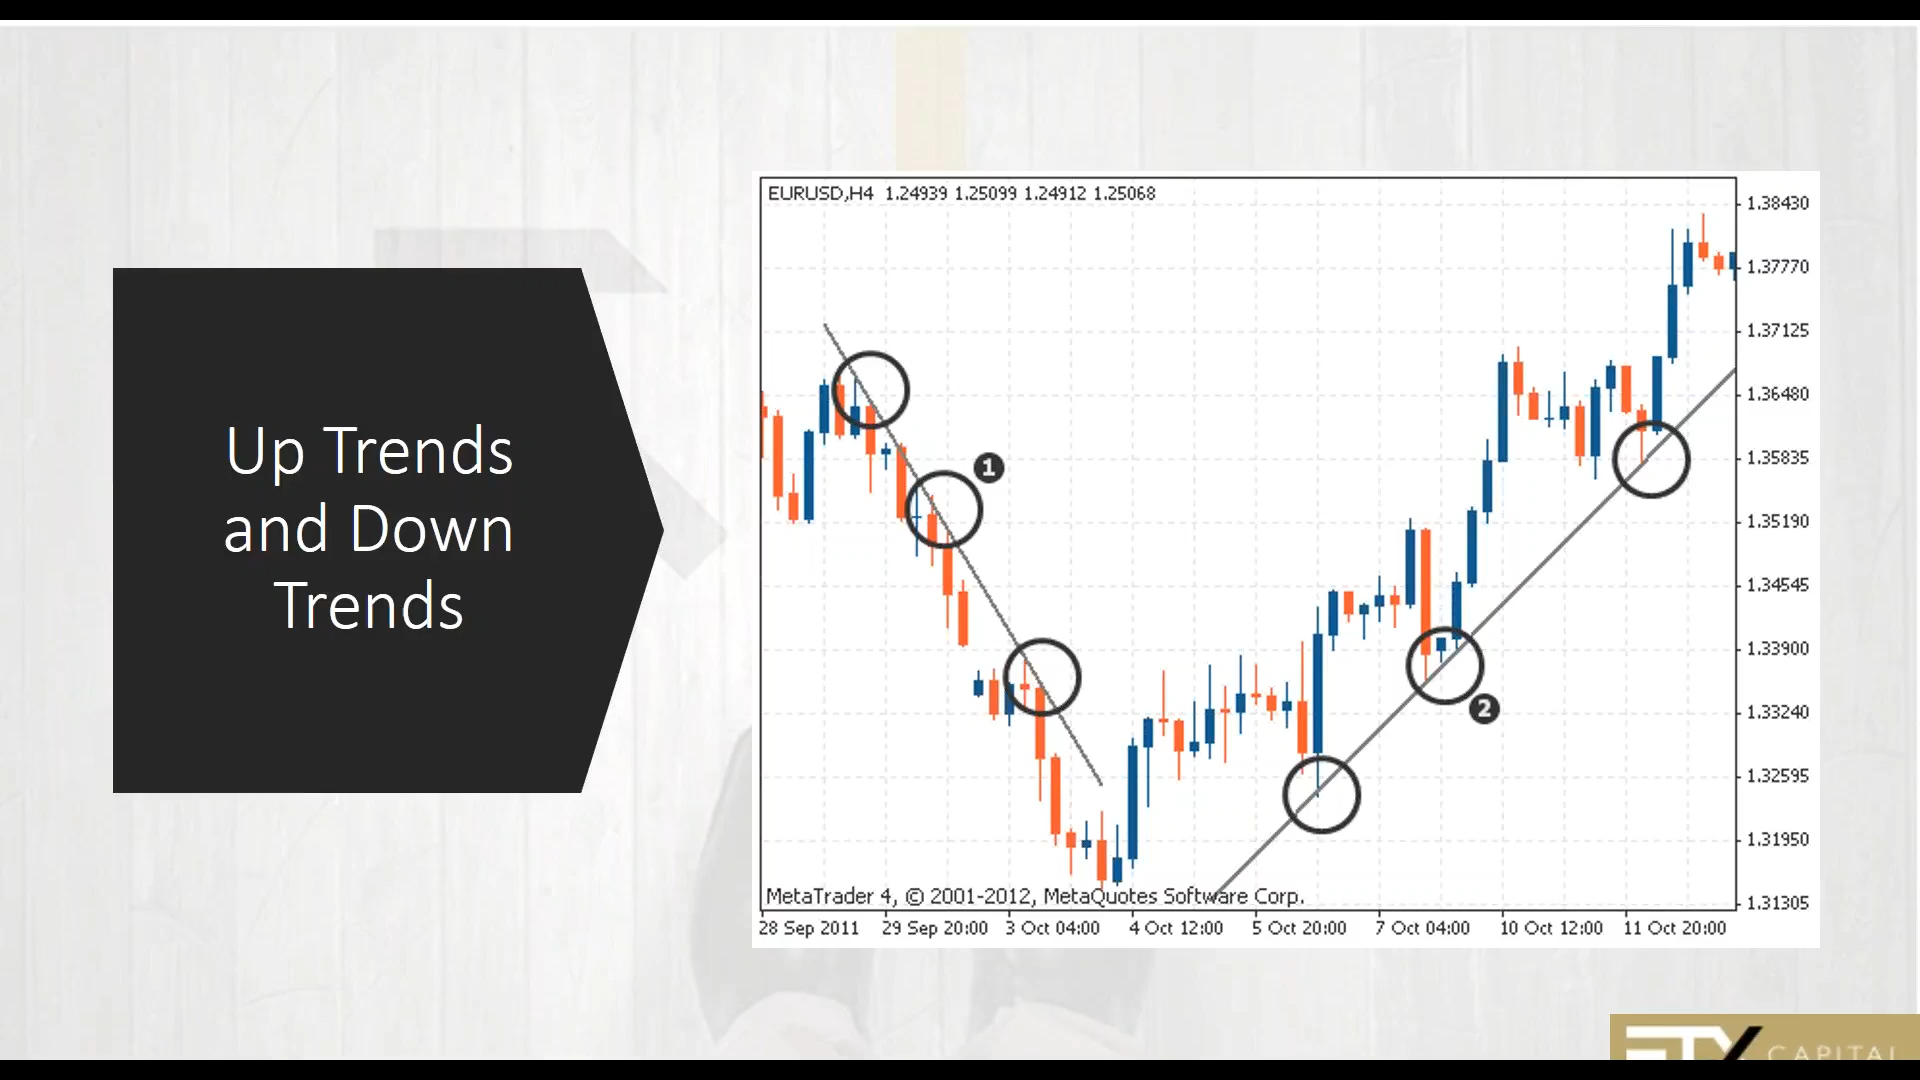 Up Trends
and Down
Trends
EURUSD,H4 1.24939 1.25099 1.24912 1.25068
1.38430
1.37770
1.37125
1.36480
1.35835
1.35190
1.34545
1.33900
1.33240
1.32595
1.31950
1.31305
1
2
MetaTrader 4, © 2001-2012, MetaQuotes Software Corp.
28 Sep 2011 29 Sep 20:00 3 Oct 04:00 4 Oct 12:00 5 Oct 20:00 7 Oct 04:00 10 Oct 12:00 11 Oct 20:00
ETX CAPITAL